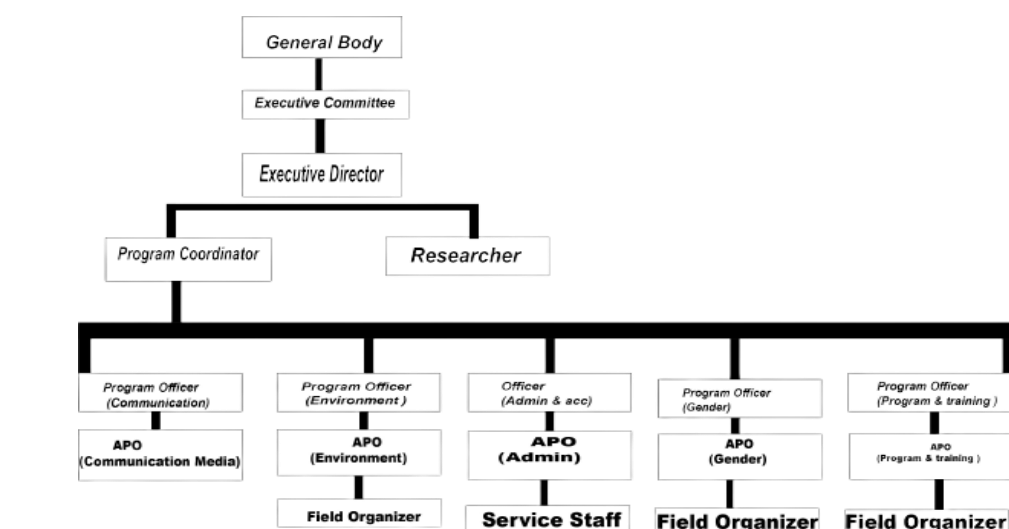 General Body
Executive Committee
Executive Director
Program Coordinator
Researcher
Program Officer
(Communication)
Program Officer
(Environment )
Officer
(Admin & acc)
Program Officer
(Gender)
Program Officer
(Program & training )
APO
(Communication Media)
APO
(Environment)
APO
(Admin)
APO
(Gender)
APO
(Program & training )
Field Organizer
Service Staff
Field Organizer
Field Organizer